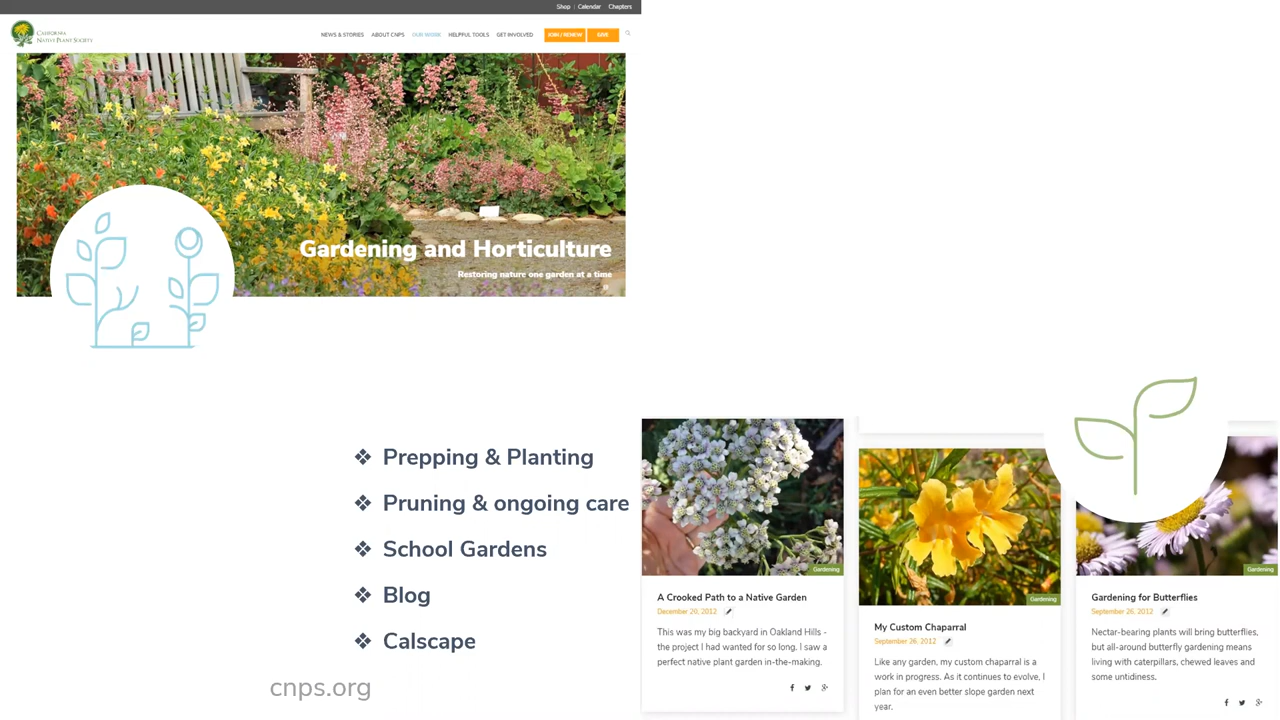 Shop | Calendar Chapters
CALIFORNIA
NATIVE PLANT SOCIETY
NEWS & STORIES ABOUT CNPS OUR WORK HELPFUL TOOLS GET INVOLVED JOIN / RENEW GIVE
Gardening and Horticulture
Restoring nature one garden at a time
❖ Prepping & Planting
❖ Pruning & ongoing care
❖ School Gardens
❖ Blog
❖ Calscape
cnps.org
Gardening
A Crooked Path to a Native Garden
December 20, 2012
This was my big backyard in Oakland Hills -
the project I had wanted for so long. I saw a
perfect native plant garden in-the-making.
Gardening
My Custom Chaparral
September 26, 2012
Like any garden, my custom chaparral is a
work in progress. As it continues to evolve, I
plan for an even better slope garden next
year.
Gardening
Gardening for Butterflies
September 26, 2012
Nectar-bearing plants will bring butterflies,
but all-around butterfly gardening means
living with caterpillars, chewed leaves and
some untidiness.